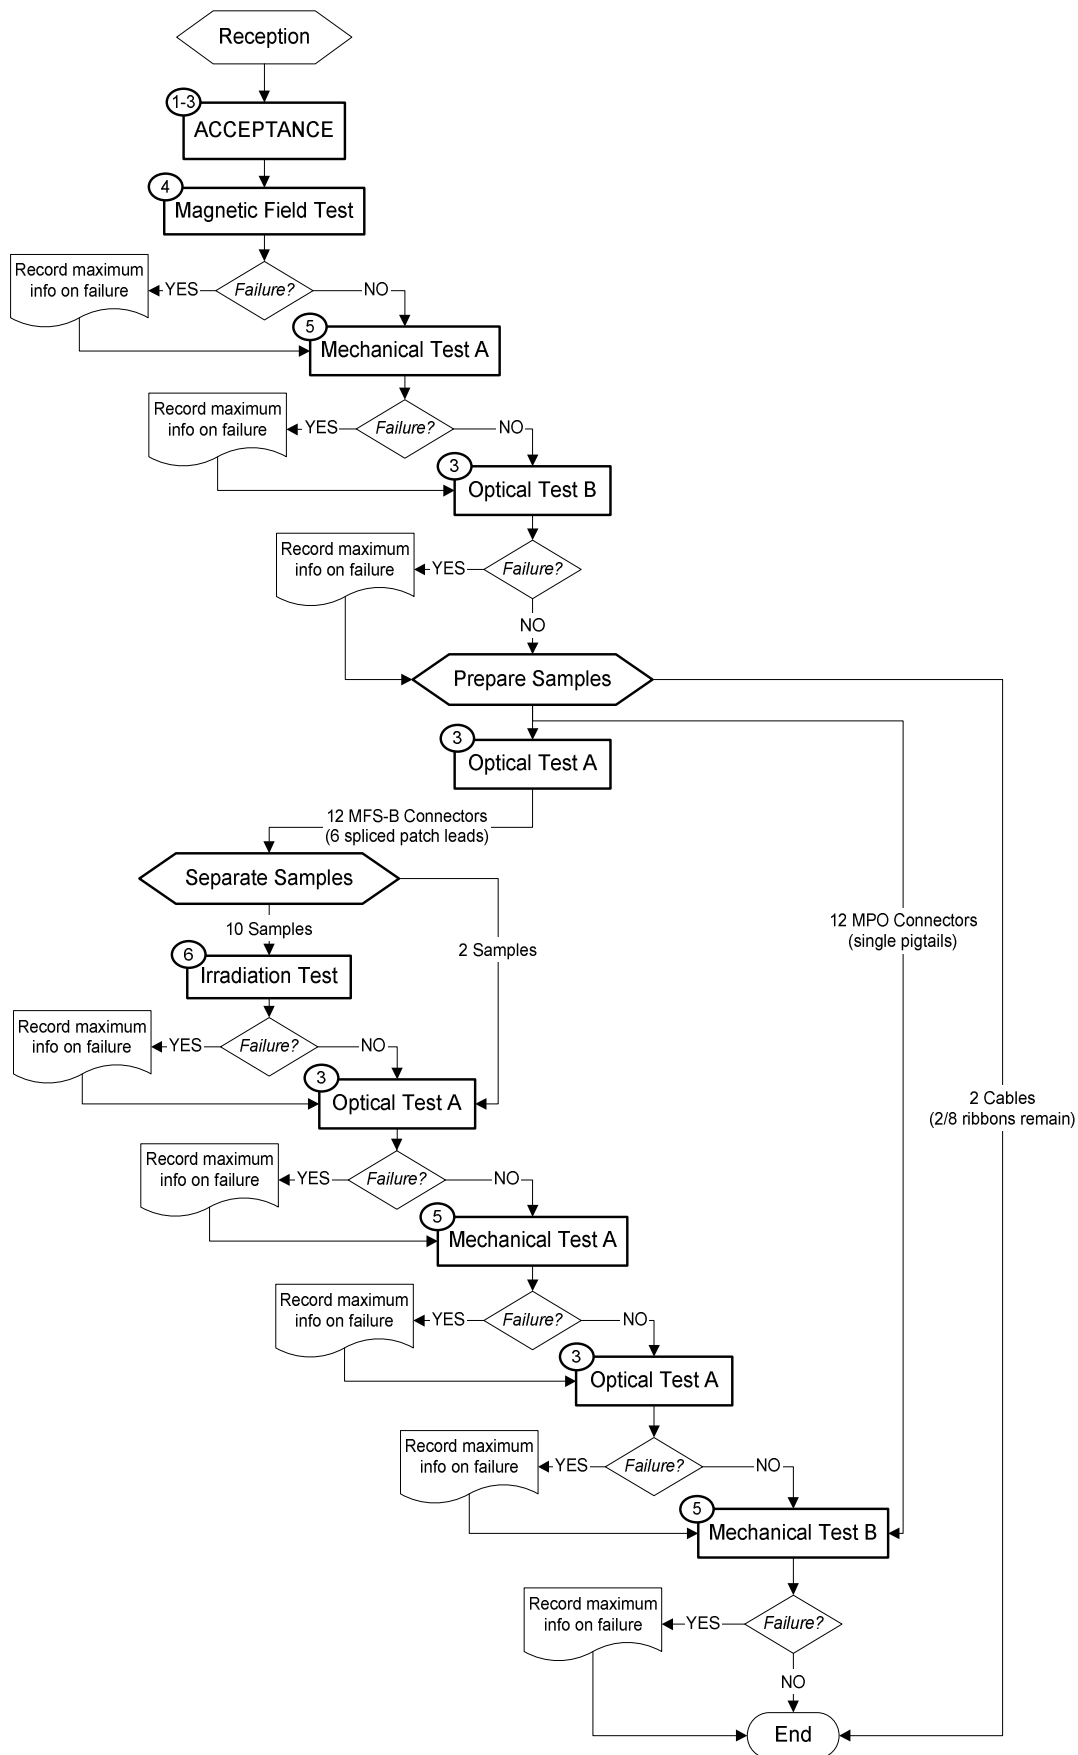 Reception
1-3
ACCEPTANCE
4
Magnetic Field Test
Record maximum
info on failure
YES
Failure?
NO
5
Mechanical Test A
Record maximum
info on failure
YES
Failure?
NO
3
Optical Test B
Record maximum
info on failure
YES
Failure?
NO
Prepare Samples
3
Optical Test A
12 MFS-B Connectors
(6 spliced patch leads)
Separate Samples
10 Samples
2 Samples
12 MPO Connectors
(single pigtails)
6
Irradiation Test
Record maximum
info on failure
YES
Failure?
NO
3
Optical Test A
2 Cables
(2/8 ribbons remain)
Record maximum
info on failure
YES
Failure?
NO
5
Mechanical Test A
Record maximum
info on failure
YES
Failure?
NO
3
Optical Test A
Record maximum
info on failure
YES
Failure?
NO
5
Mechanical Test B
Record maximum
info on failure
YES
Failure?
NO
End